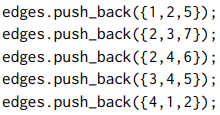 edges.push_back({1,2,5});
edges.push_back({2,3,7});
edges.push_back({2,4,6});
edges.push_back({3,4,5});
edges.push_back({4,1,2});